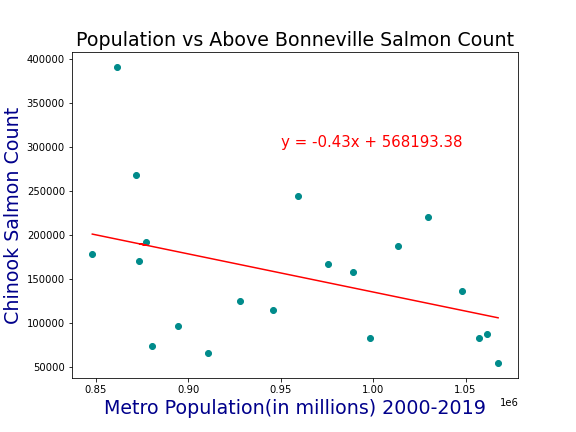 Population vs Above Bonneville Salmon Count
400000
350000
300000
250000
200000
150000
100000
50000
Chinook Salmon Count
y = -0.43x + 568193.38
0.85 0.90 0.95 1.00 1.05
1e6
Metro Population(in millions) 2000-2019